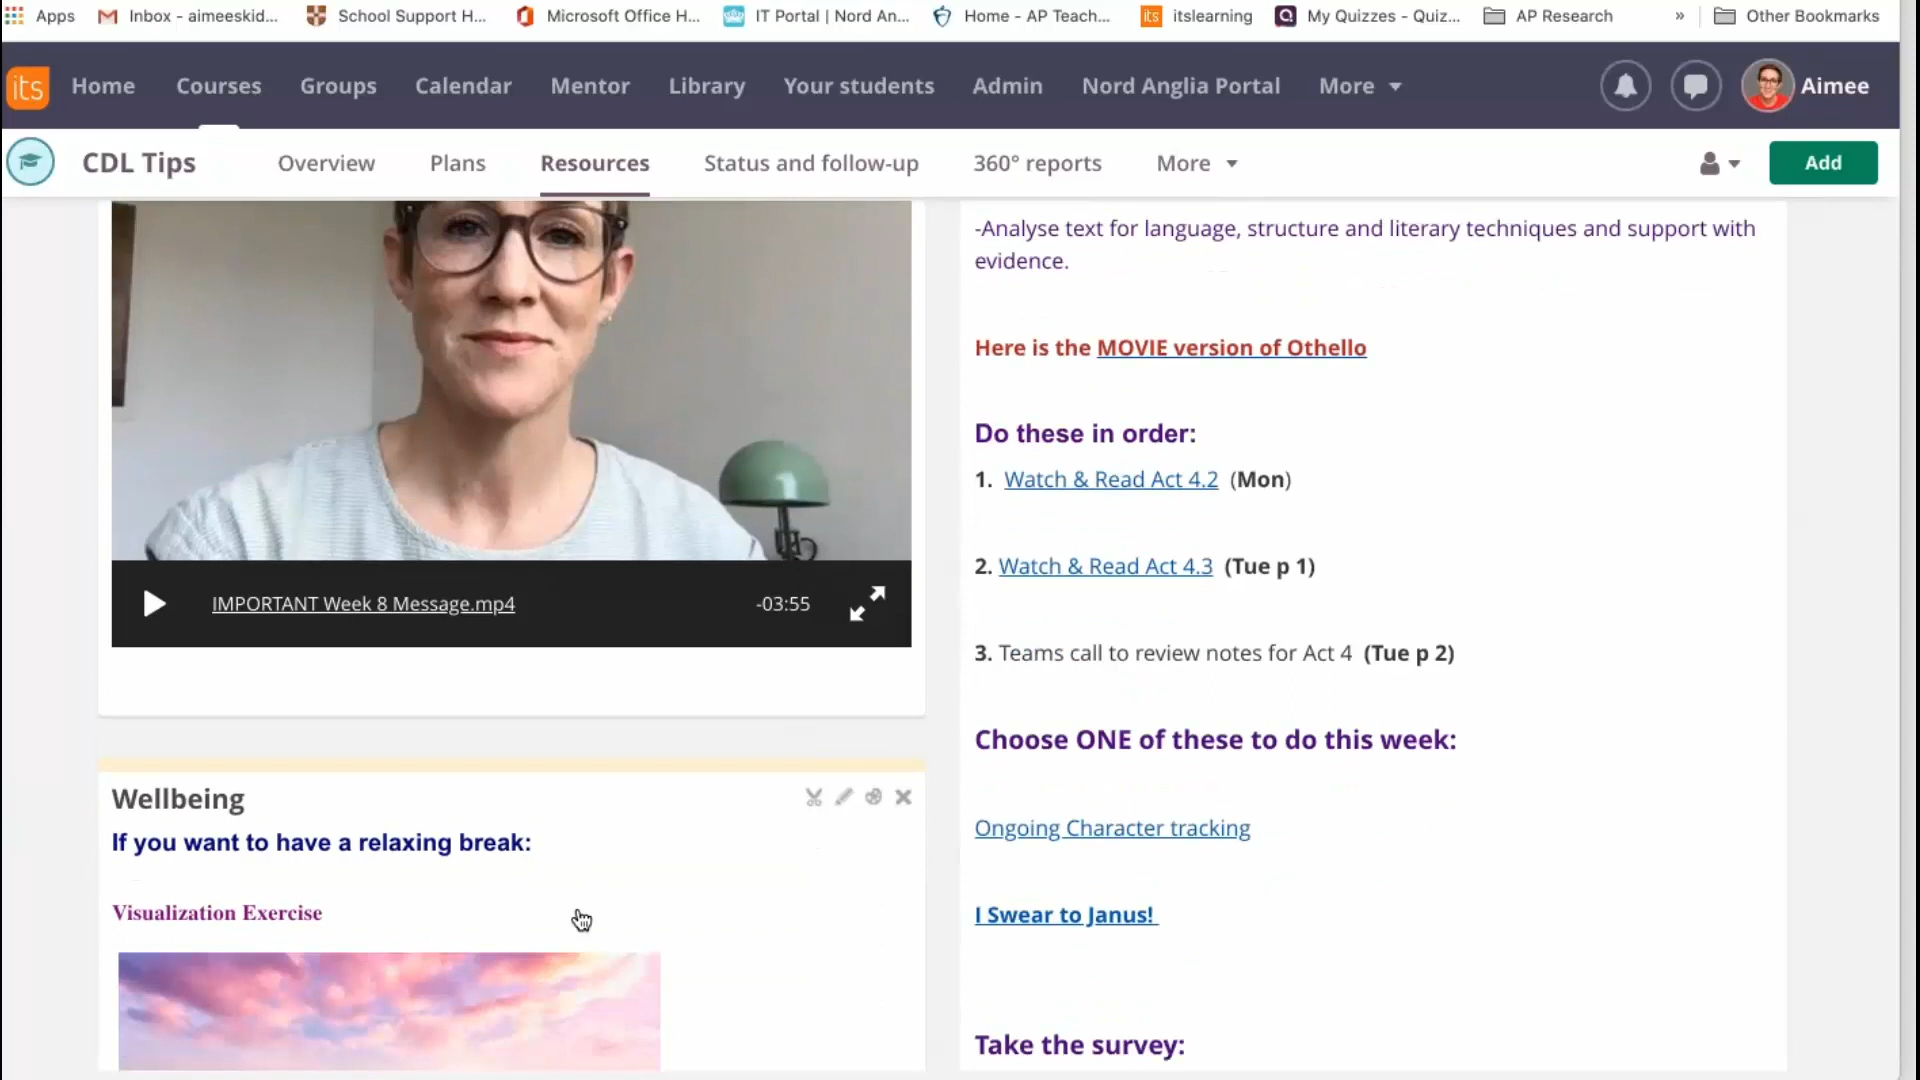 Apps
Inbox - aimeeskid...
School Support H...
Microsoft Office H...
IT Portal | Nord An...
Home - AP Teach...
its itslearning
My Quizzes - Quiz...
AP Research
»
Other Bookmarks
its
Home
Courses
Groups
Calendar
Mentor
Library
Your students
Admin
Nord Anglia Portal
More
Aimee
CDL Tips
Overview
Plans
Resources
Status and follow-up
360° reports
More
Add
IMPORTANT Week 8 Message.mp4
-03:55
Wellbeing
If you want to have a relaxing break:
Visualization Exercise
-Analyse text for language, structure and literary techniques and support with
evidence.
Here is the MOVIE version of Othello
Do these in order:
1. Watch & Read Act 4.2 (Mon)
2. Watch & Read Act 4.3 (Tue p 1)
3. Teams call to review notes for Act 4 (Tue p 2)
Choose ONE of these to do this week:
Ongoing Character tracking
I Swear to Janus!
Take the survey: